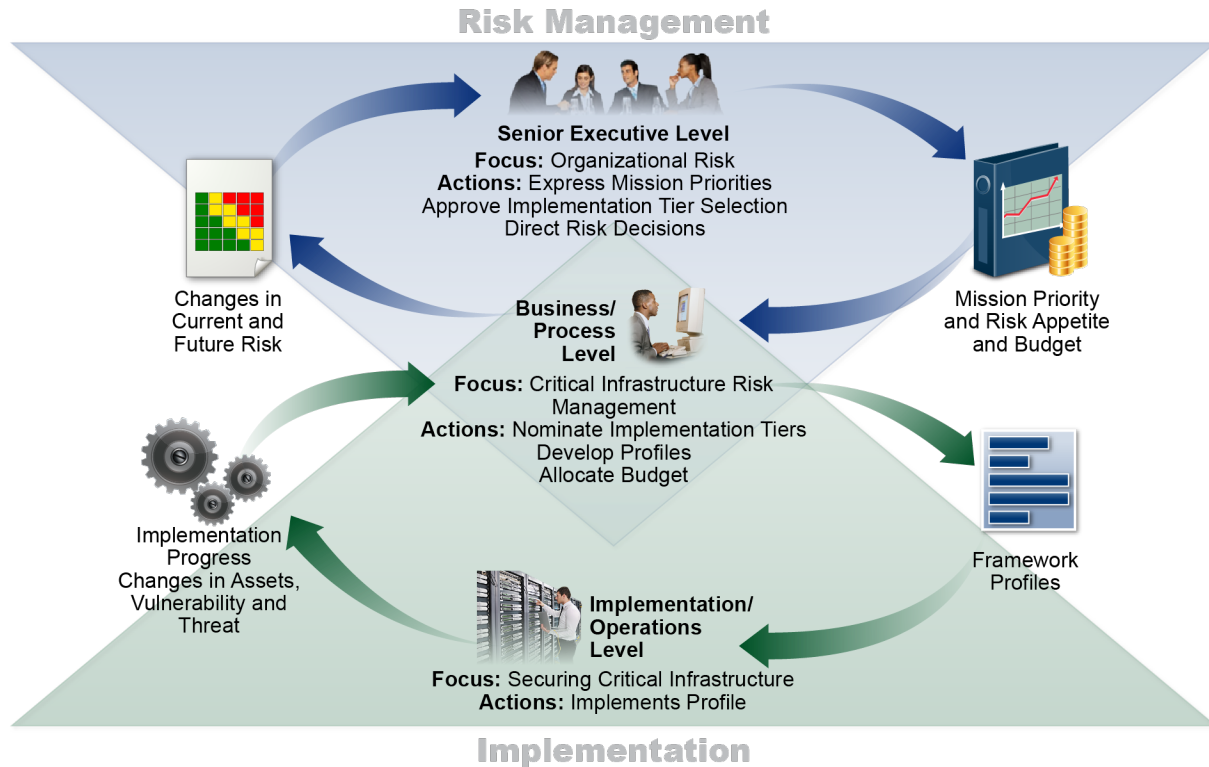 Risk Management
Senior Executive Level
Focus: Organizational Risk
Actions: Express Mission Priorities
Approve Implementation Tier Selection
Direct Risk Decisions
Changes in
Current and
Future Risk
Mission Priority
and Risk Appetite
and Budget
Business/
Process
Level
Focus: Critical Infrastructure Risk
Management
Actions: Nominate Implementation Tiers
Develop Profiles
Allocate Budget
Implementation
Progress
Changes in Assets,
Vulnerability and
Threat
Framework
Profiles
Implementation/
Operations
Level
Focus: Securing Critical Infrastructure
Actions: Implements Profile
Implementation